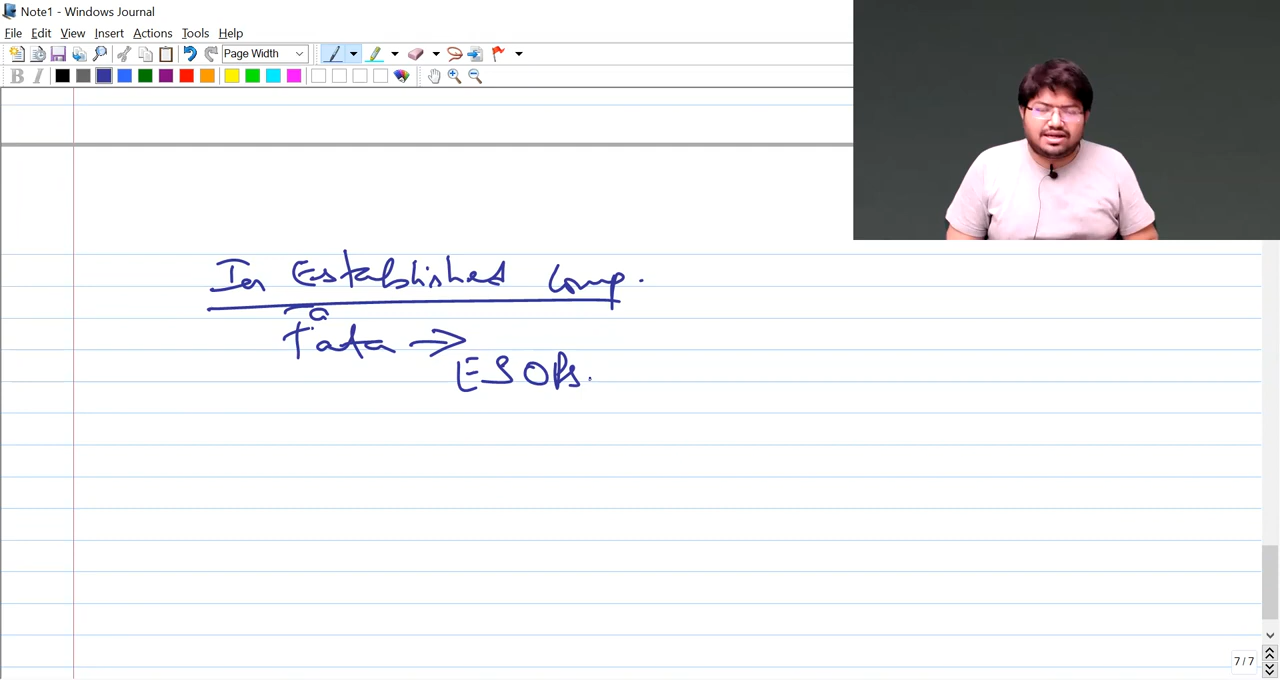 Note1 - Windows Journal
File Edit View Insert Actions Tools Help
Page Width
B I
In Established Comp.
Tata →
ESOPs.
7 / 7